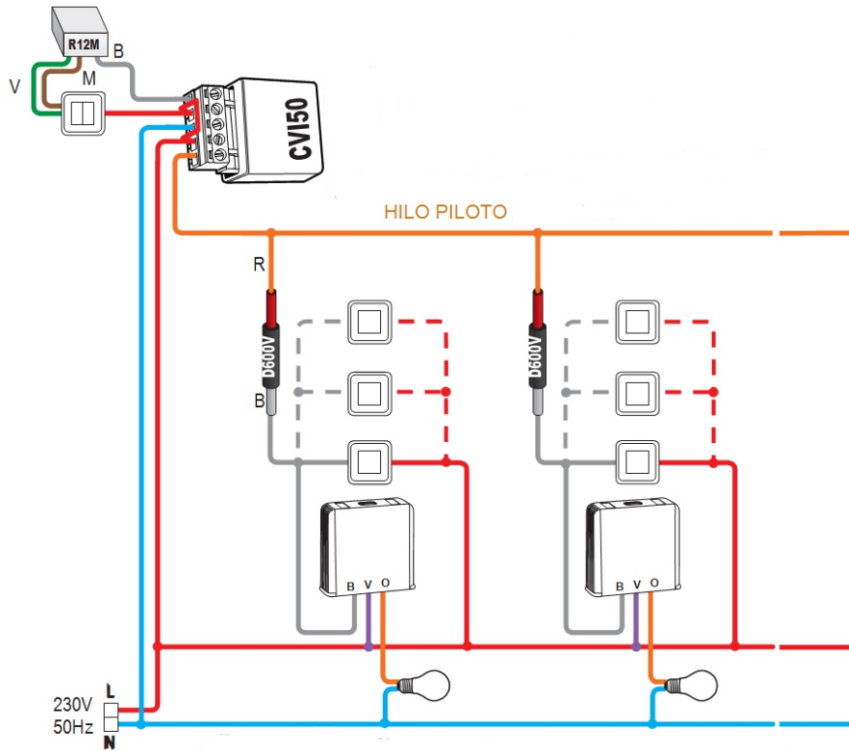 R12M
B
V
M
CVI50
HILO PILOTO
R
D600V
B
D600V
B V O
B V O
230V
50Hz
L
N